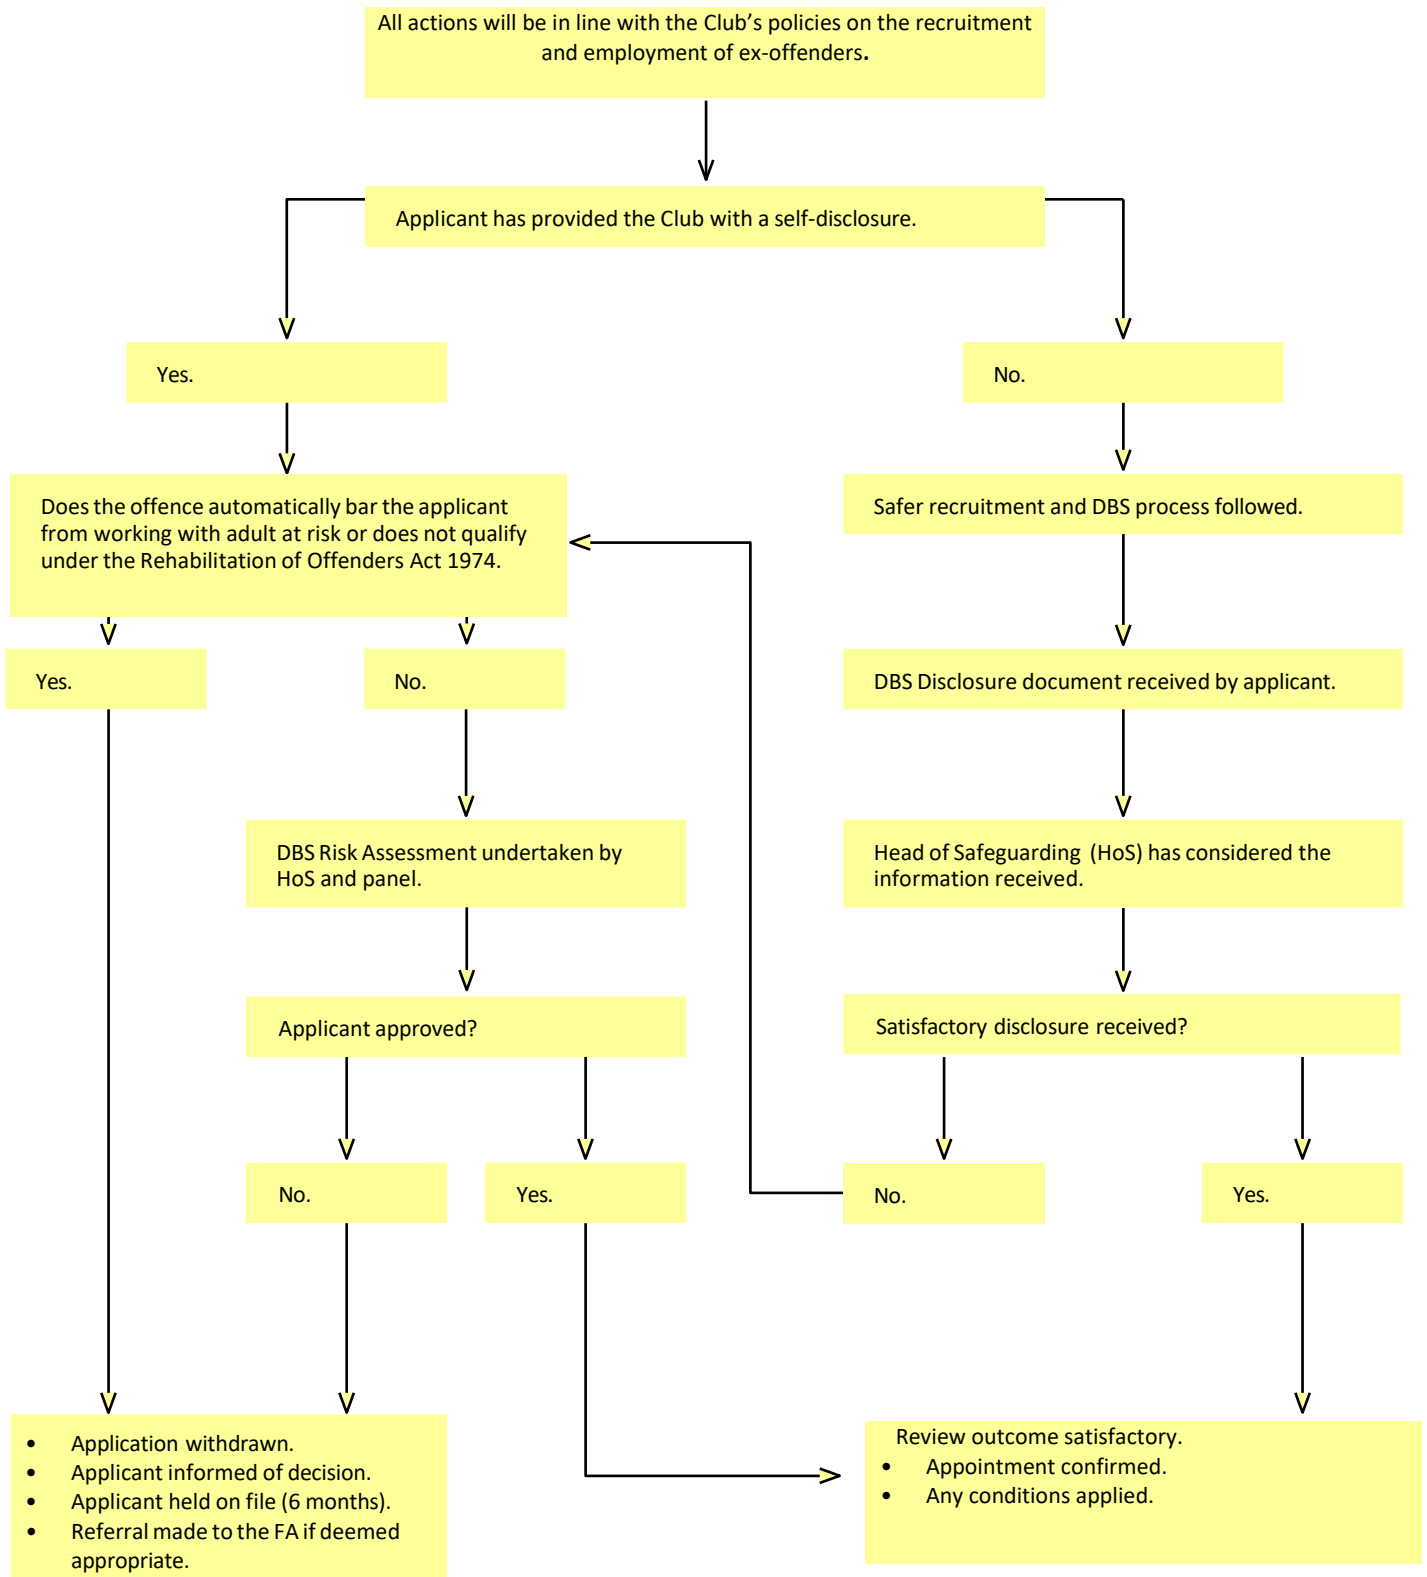 All actions will be in line with the Club’s policies on the recruitment
and employment of ex-offenders.
Applicant has provided the Club with a self-disclosure.
Yes.
No.
Does the offence automatically bar the applicant
from working with adult at risk or does not qualify
under the Rehabilitation of Offenders Act 1974.
Safer recruitment and DBS process followed.
Yes.
No.
DBS Disclosure document received by applicant.
DBS Risk Assessment undertaken by
HoS and panel.
Head of Safeguarding (HoS) has considered the
information received.
Applicant approved?
Satisfactory disclosure received?
No.
Yes.
No.
Yes.
• Application withdrawn.
• Applicant informed of decision.
• Applicant held on file (6 months).
• Referral made to the FA if deemed
appropriate.
Review outcome satisfactory.
• Appointment confirmed.
• Any conditions applied.